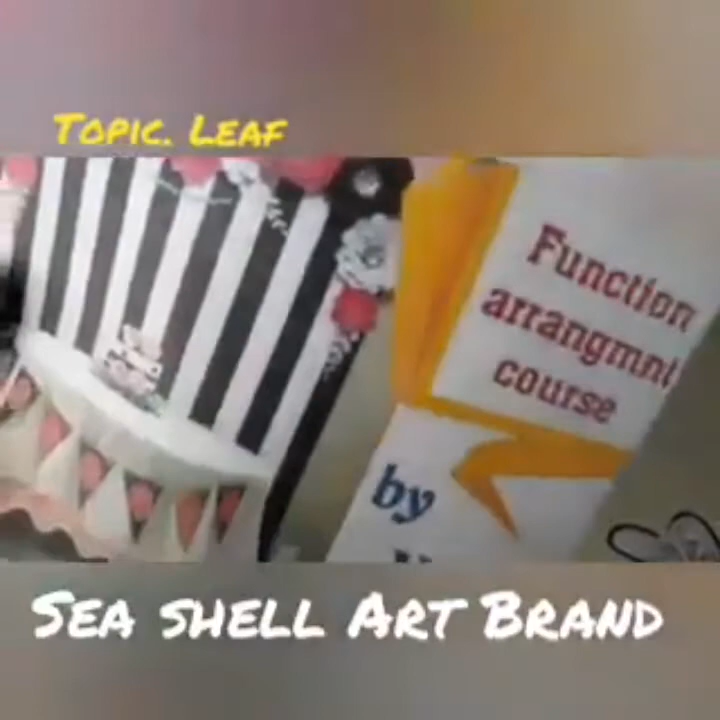 Topic. Leaf
Function
arrangmnt
course
by
Sea shell Art Brand